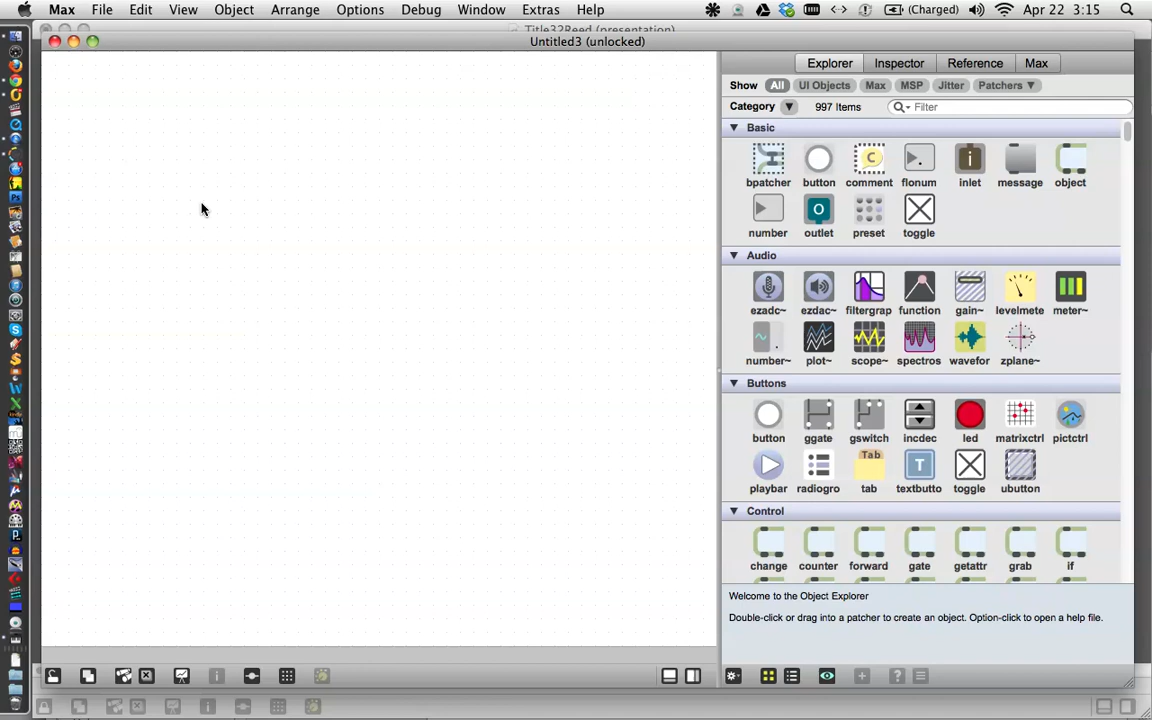 Max File Edit View Object Arrange Options Debug Window Extras Help (Charged) Apr 22 3:15
Title32Reed (presentation)
Untitled3 (unlocked)
Explorer Inspector Reference Max
Show All UI Objects Max MSP Jitter Patchers ▼
Category ▼ 997 Items Filter
Basic
bpatcher button comment flonum inlet message object
number outlet preset toggle
Audio
ezadc~ ezdac~ filtergrap function gain~ levelmete meter~
number~ plot~ scope~ spectros wavefor zplane~
Buttons
button ggate gswitch incdec led matrixctrl pictctrl
Tab
playbar radiogro tab textbutto toggle ubutton
Control
change counter forward gate getattr grab if
Welcome to the Object Explorer
Double-click or drag into a patcher to create an object. Option-click to open a help file.